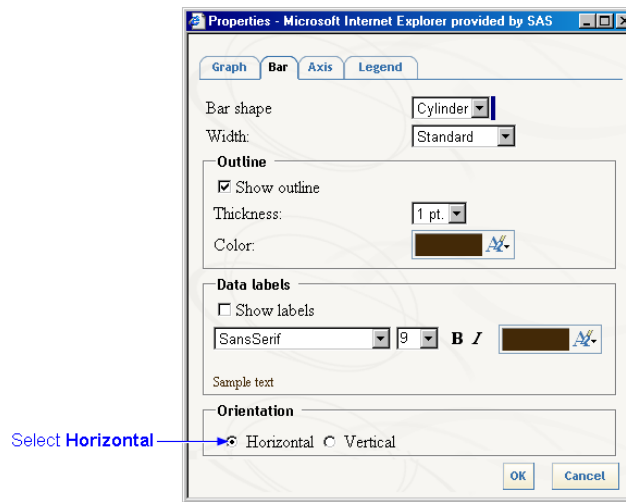 Properties - Microsoft Internet Explorer provided by SAS
Graph Bar Axis Legend
Bar shape Cylinder
Width: Standard
Outline
Show outline
Thickness: 1 pt.
Color:
Data labels
Show labels
SansSerif 9 B I
Sample text
Orientation
Select Horizontal Horizontal Vertical
OK Cancel